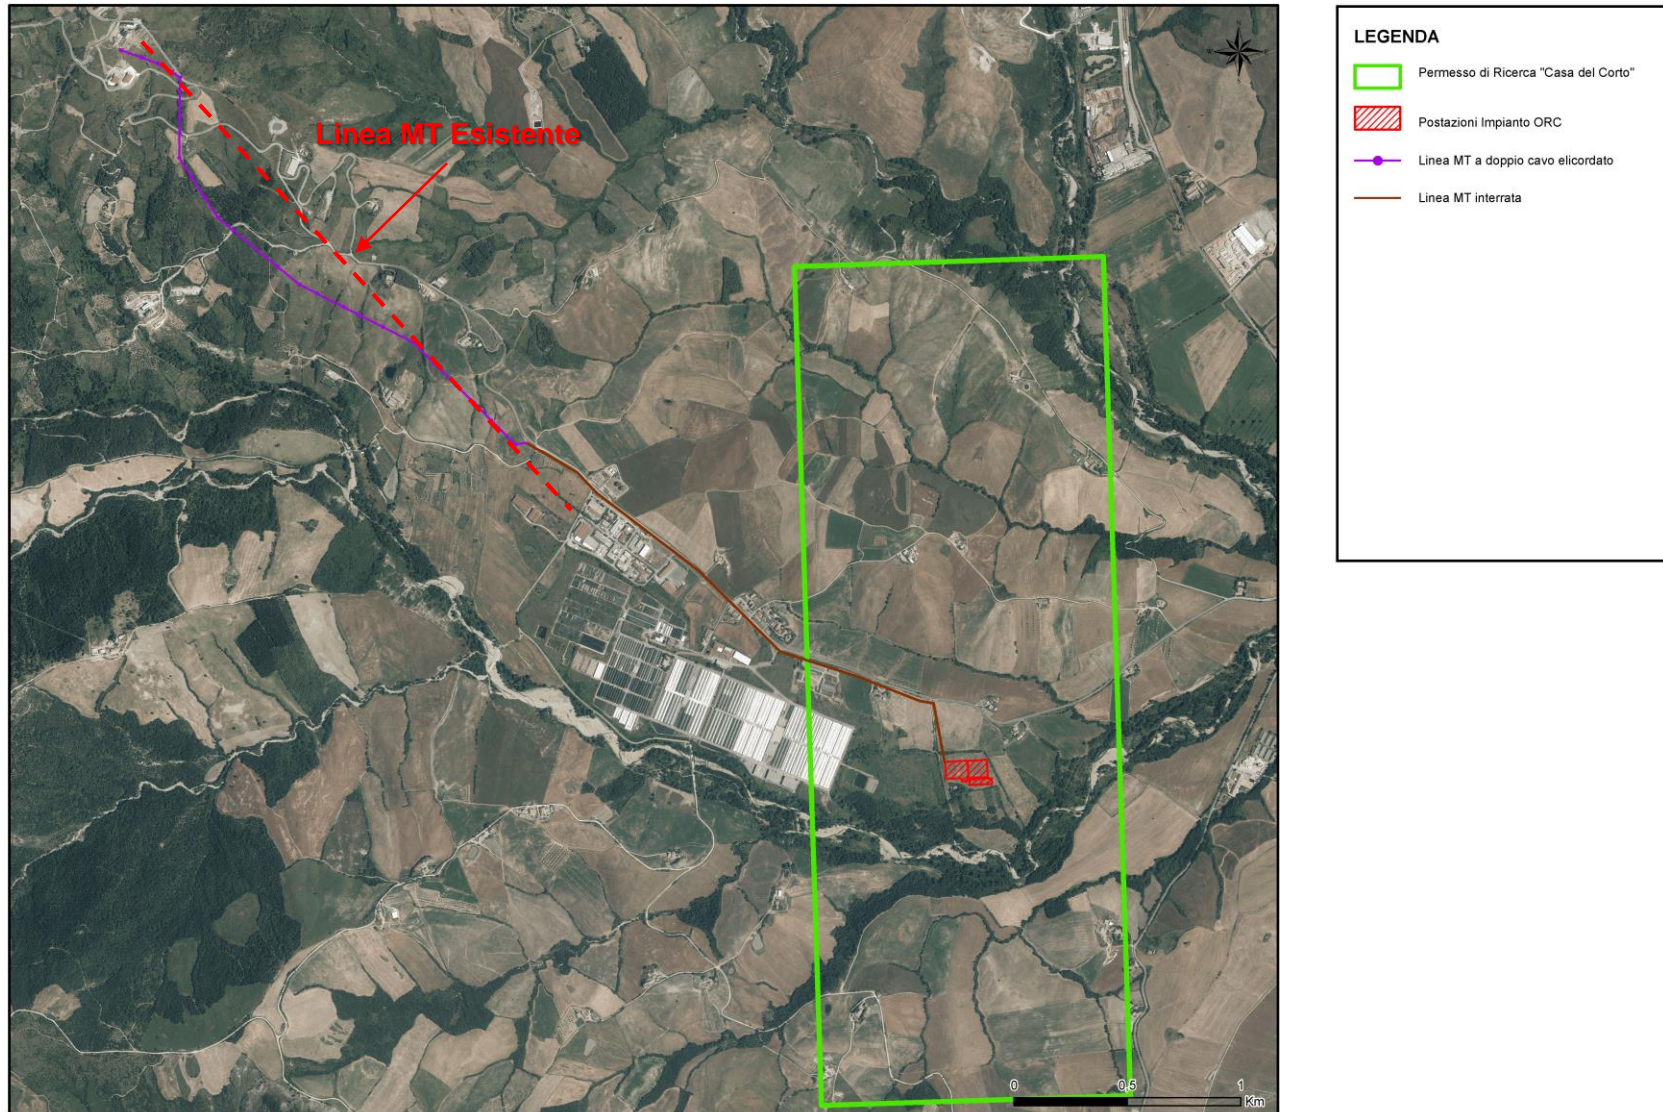 N
Linea MT Esistente
0 0,5 1
Km
LEGENDA
Permesso di Ricerca "Casa del Corto"
Postazioni Impianto ORC
Linea MT a doppio cavo elicordato
Linea MT interrata